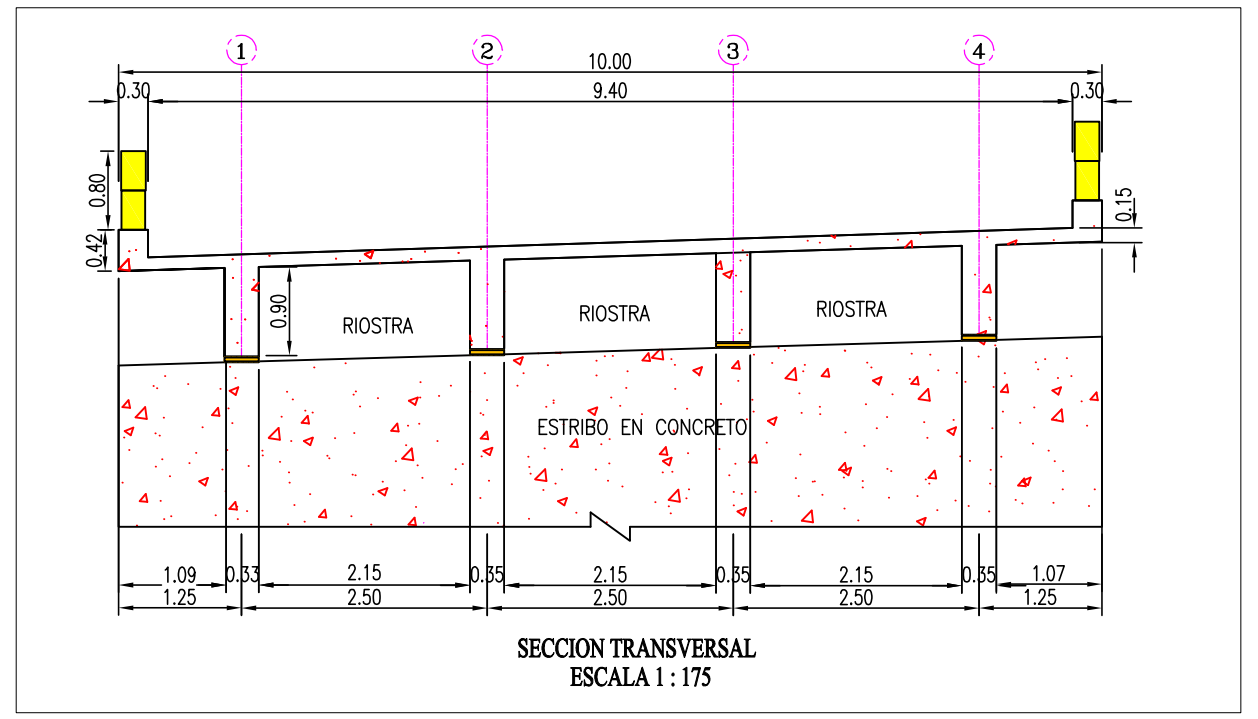 1 2 3 4
10.00
0.30 9.40 0.30
0.80
0.15
0.42
0.90
RIOSTRA
RIOSTRA
RIOSTRA
ESTRIBO EN CONCRETO
1.09 0.33 2.15 0.35 2.15 0.35 2.15 0.35 1.07
1.25 2.50 2.50 2.50 1.25
SECCION TRANSVERSAL
ESCALA 1 : 175